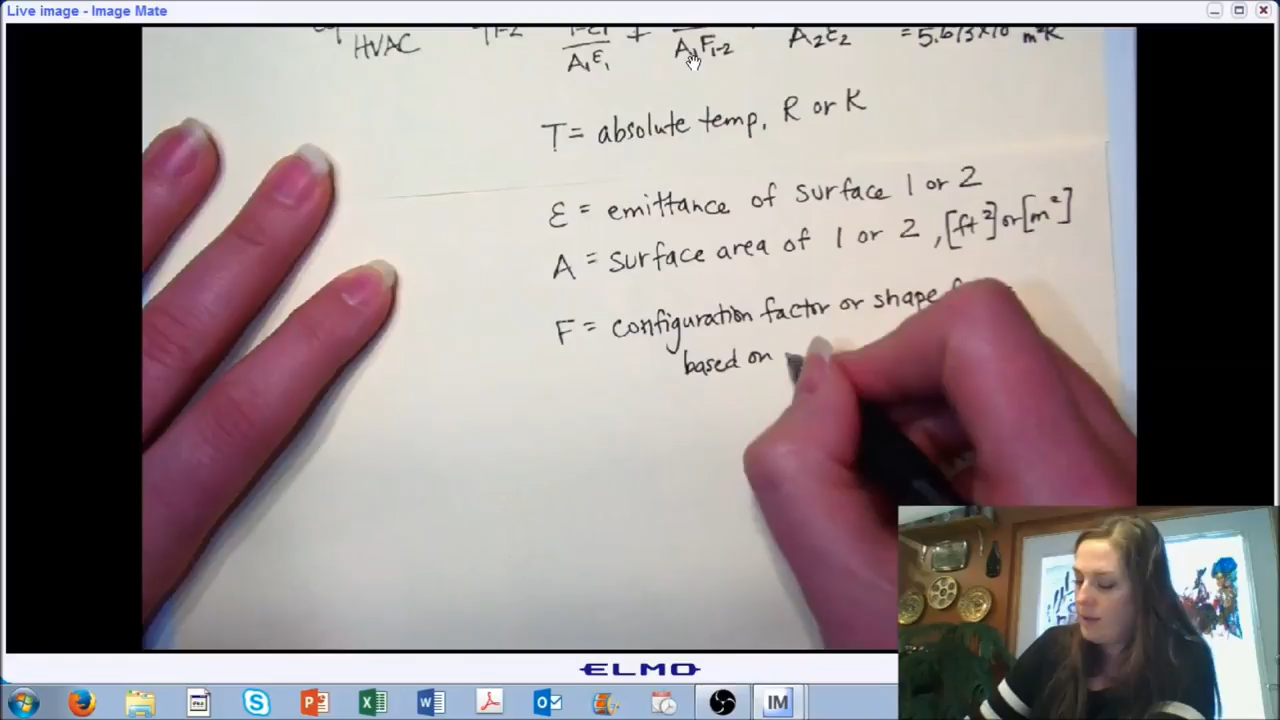 Live image - Image Mate
HVAC
A₁ε₁ + A₁F₁₋₂ A₂ε₂
T = absolute temp, R or K
ε = emittance of surface 1 or 2
A = surface area of 1 or 2, [ft²] or [m²]
F = configuration factor or shape
based on
ELMO
IM